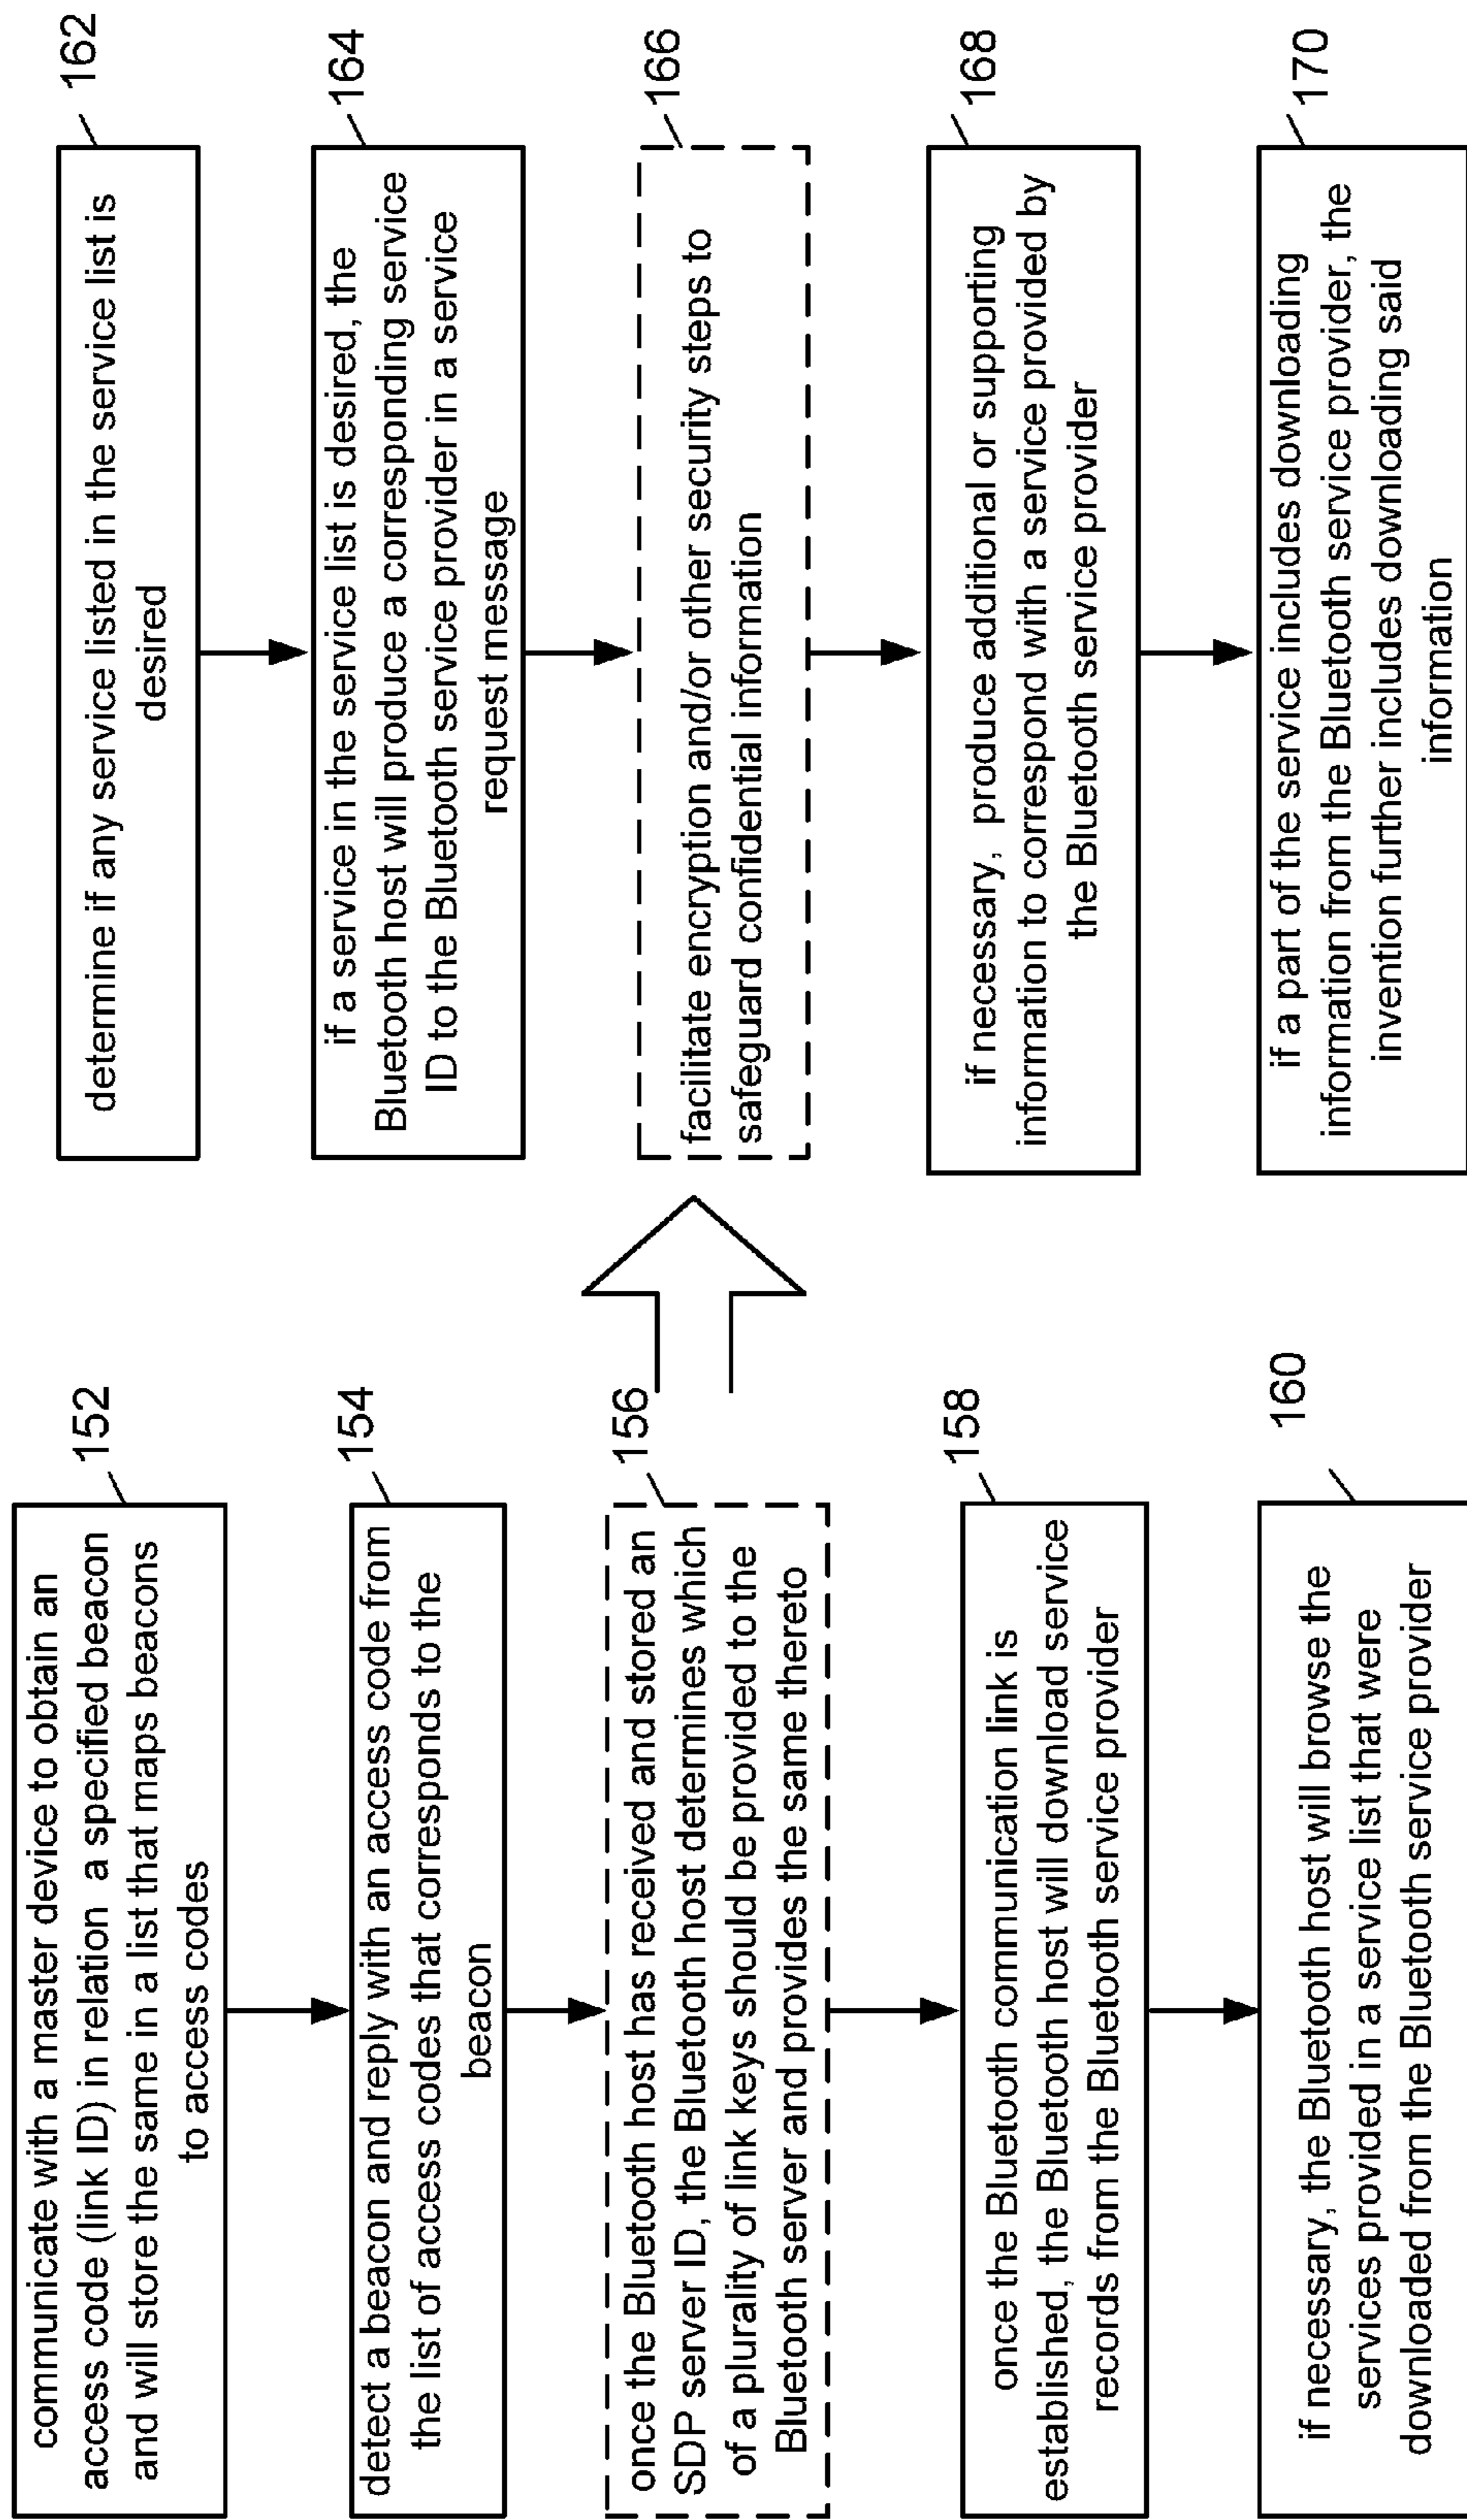 communicate with a master device to obtain an
access code (link ID) in relation a specified beacon
and will store the same in a list that maps beacons
to access codes
152
detect a beacon and reply with an access code from
the list of access codes that corresponds to the
beacon
154
once the Bluetooth host has received and stored an
SDP server ID, the Bluetooth host determines which
of a plurality of link keys should be provided to the
Bluetooth server and provides the same thereto
156
once the Bluetooth communication link is
established, the Bluetooth host will download service
records from the Bluetooth service provider
158
if necessary, the Bluetooth host will browse the
services provided in a service list that were
downloaded from the Bluetooth service provider
160
determine if any service listed in the service list is
desired
162
if a service in the service list is desired, the
Bluetooth host will produce a corresponding service
ID to the Bluetooth service provider in a service
request message
164
facilitate encryption and/or other security steps to
safeguard confidential information
166
if necessary, produce additional or supporting
information to correspond with a service provided by
the Bluetooth service provider
168
if a part of the service includes downloading
information from the Bluetooth service provider, the
invention further includes downloading said
information
170